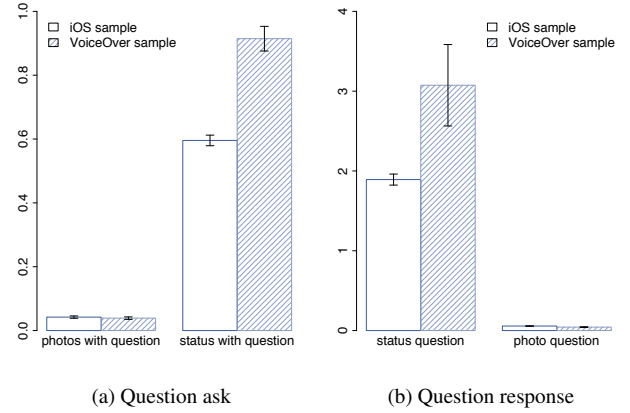 iOS sample
VoiceOver sample
1.0
0.8
0.6
0.4
0.2
0.0
photos with question status with question
(a) Question ask
iOS sample
VoiceOver sample
4
3
2
1
0
status question photo question
(b) Question response